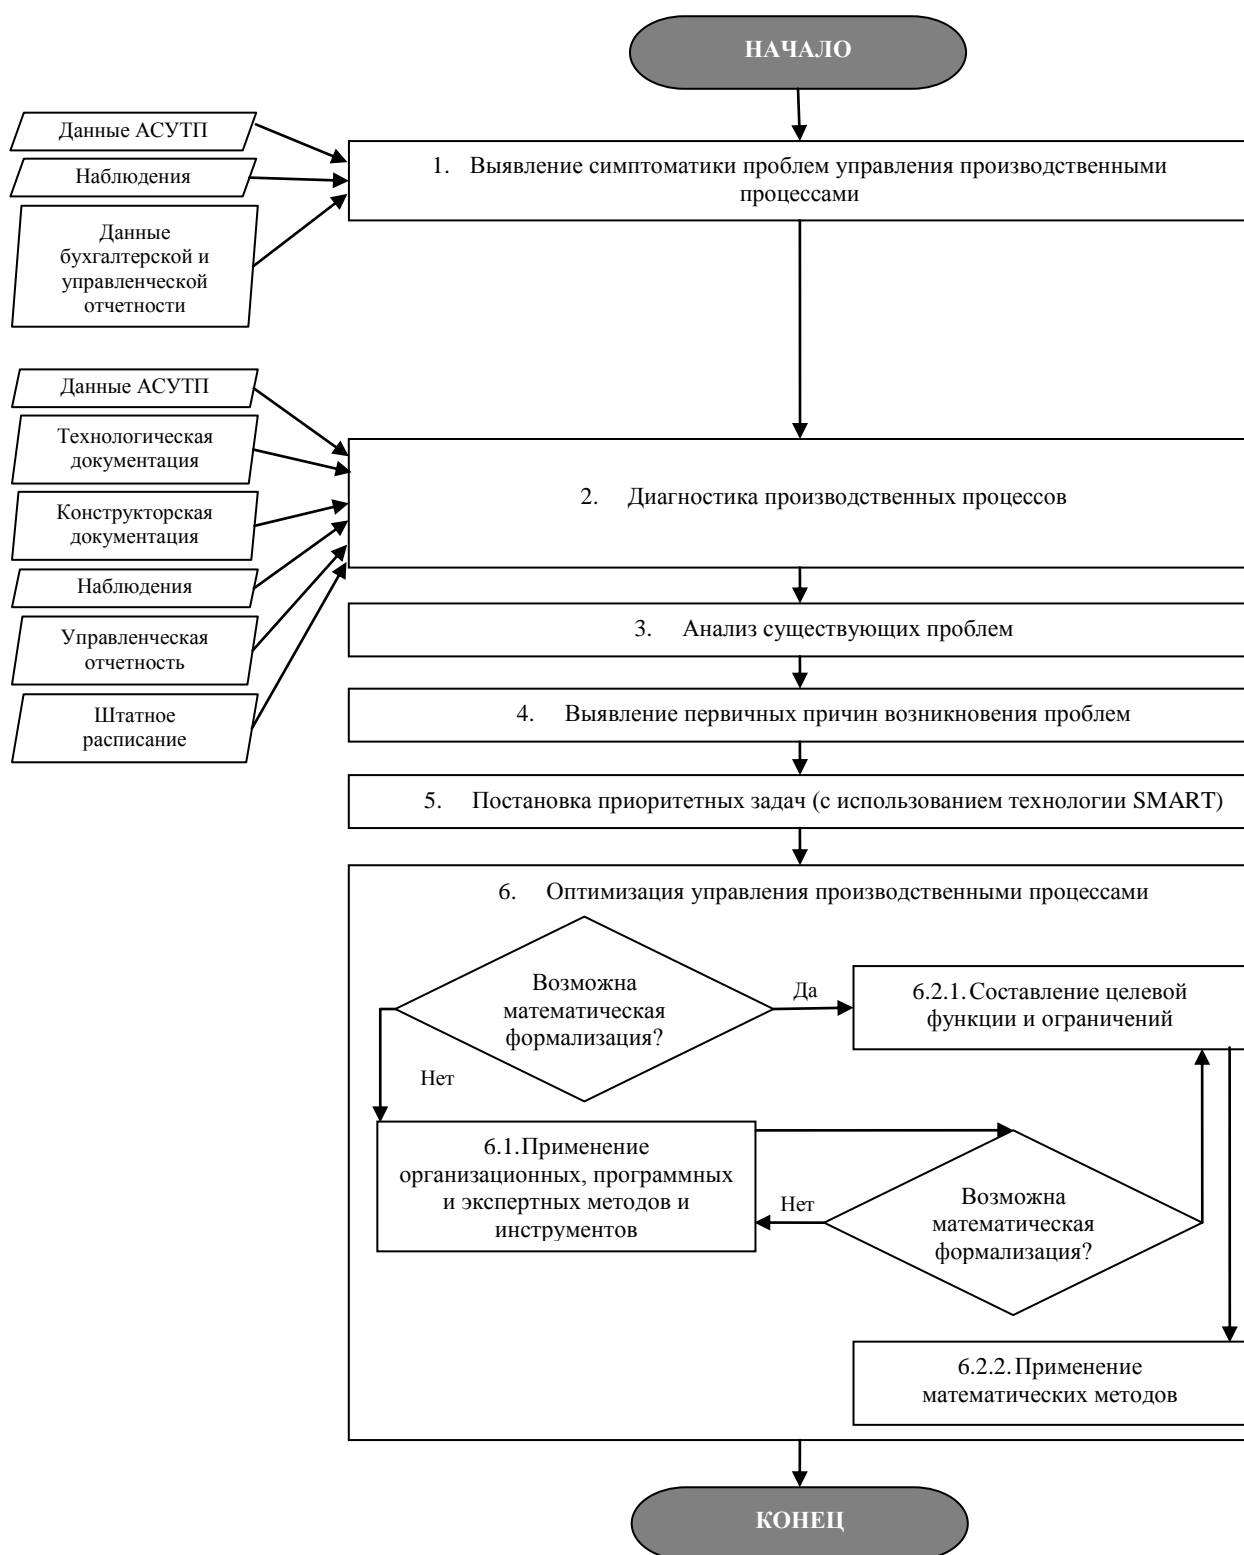 НАЧАЛО
Данные АСУТП
Наблюдения
Данные
бухгалтерской и
управленческой
отчетности
1. Выявление симптоматики проблем управления производственными
процессами
Данные АСУТП
Технологическая
документация
Конструкторская
документация
Наблюдения
Управленческая
отчетность
Штатное
расписание
2. Диагностика производственных процессов
3. Анализ существующих проблем
4. Выявление первичных причин возникновения проблем
5. Постановка приоритетных задач (с использованием технологии SMART)
6. Оптимизация управления производственными процессами
Возможна
математическая
формализация?
Да
6.2.1. Составление целевой
функции и ограничений
Нет
6.1. Применение
организационных, программных
и экспертных методов и
инструментов
Нет
Возможна
математическая
формализация?
6.2.2. Применение
математических методов
КОНЕЦ